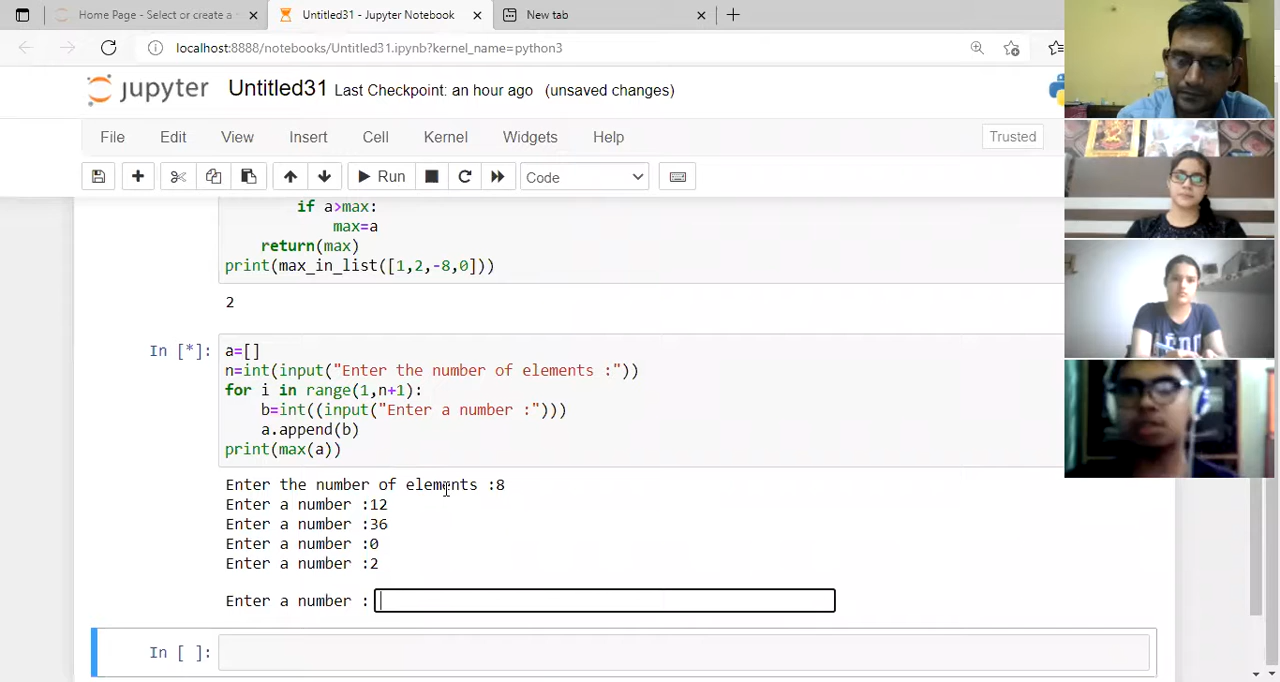 Home Page - Select or create a
Untitled31 - Jupyter Notebook
New tab
localhost:8888/notebooks/Untitled31.ipynb?kernel_name=python3
jupyter Untitled31 Last Checkpoint: an hour ago (unsaved changes)
File Edit View Insert Cell Kernel Widgets Help Trusted
Run Code
if a>max:
max=a
return(max)
print(max_in_list([1,2,-8,0]))
2
In [*]: a=[]
n=int(input("Enter the number of elements :"))
for i in range(1,n+1):
b=int((input("Enter a number :")))
a.append(b)
print(max(a))
Enter the number of elements :8
Enter a number :12
Enter a number :36
Enter a number :0
Enter a number :2
Enter a number :
In [ ]: